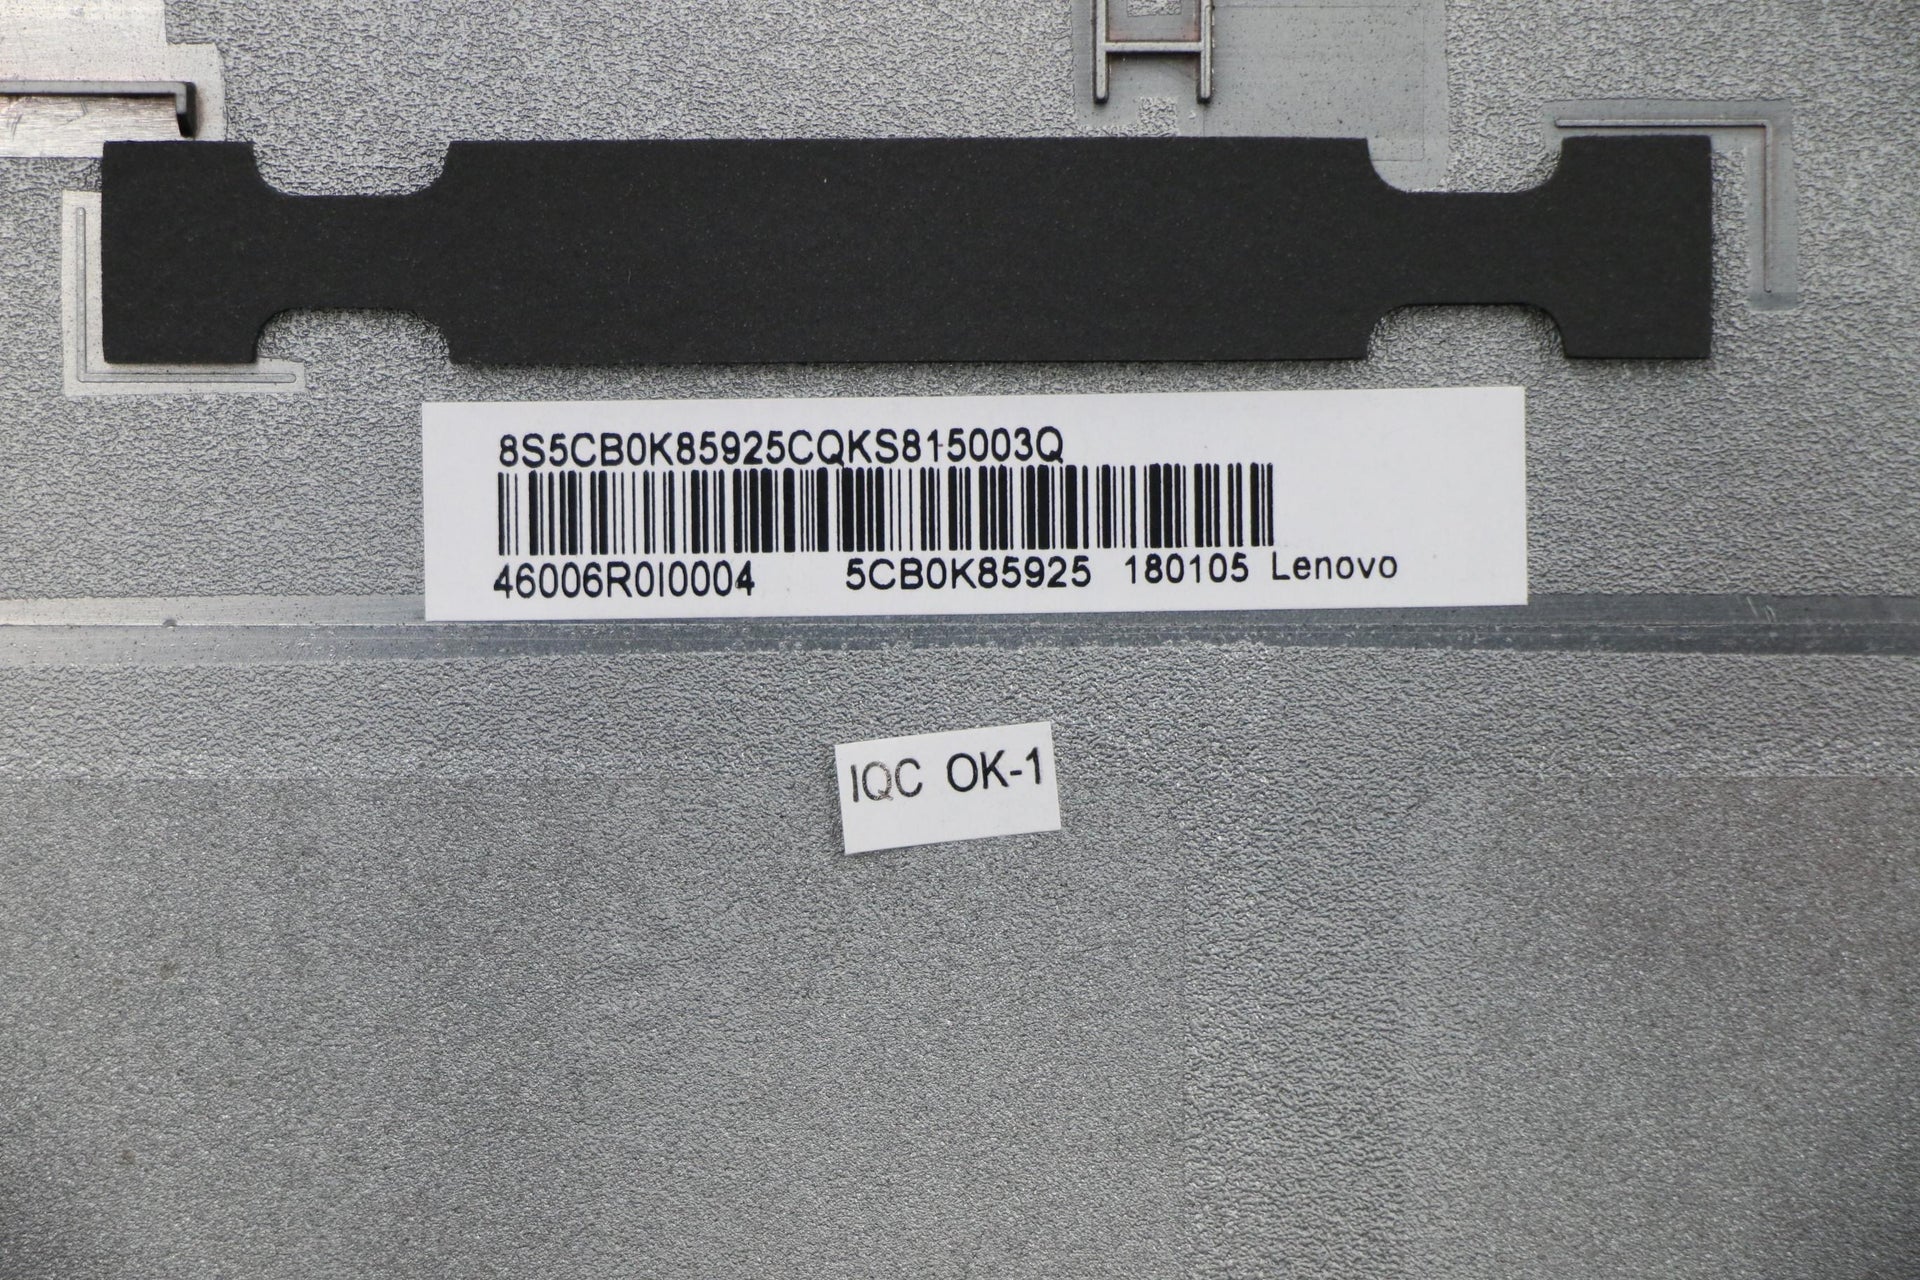 8S5CB0K85925CQKS815003Q
46006R0I0004 5CB0K85925 180105 Lenovo
IQC OK-1